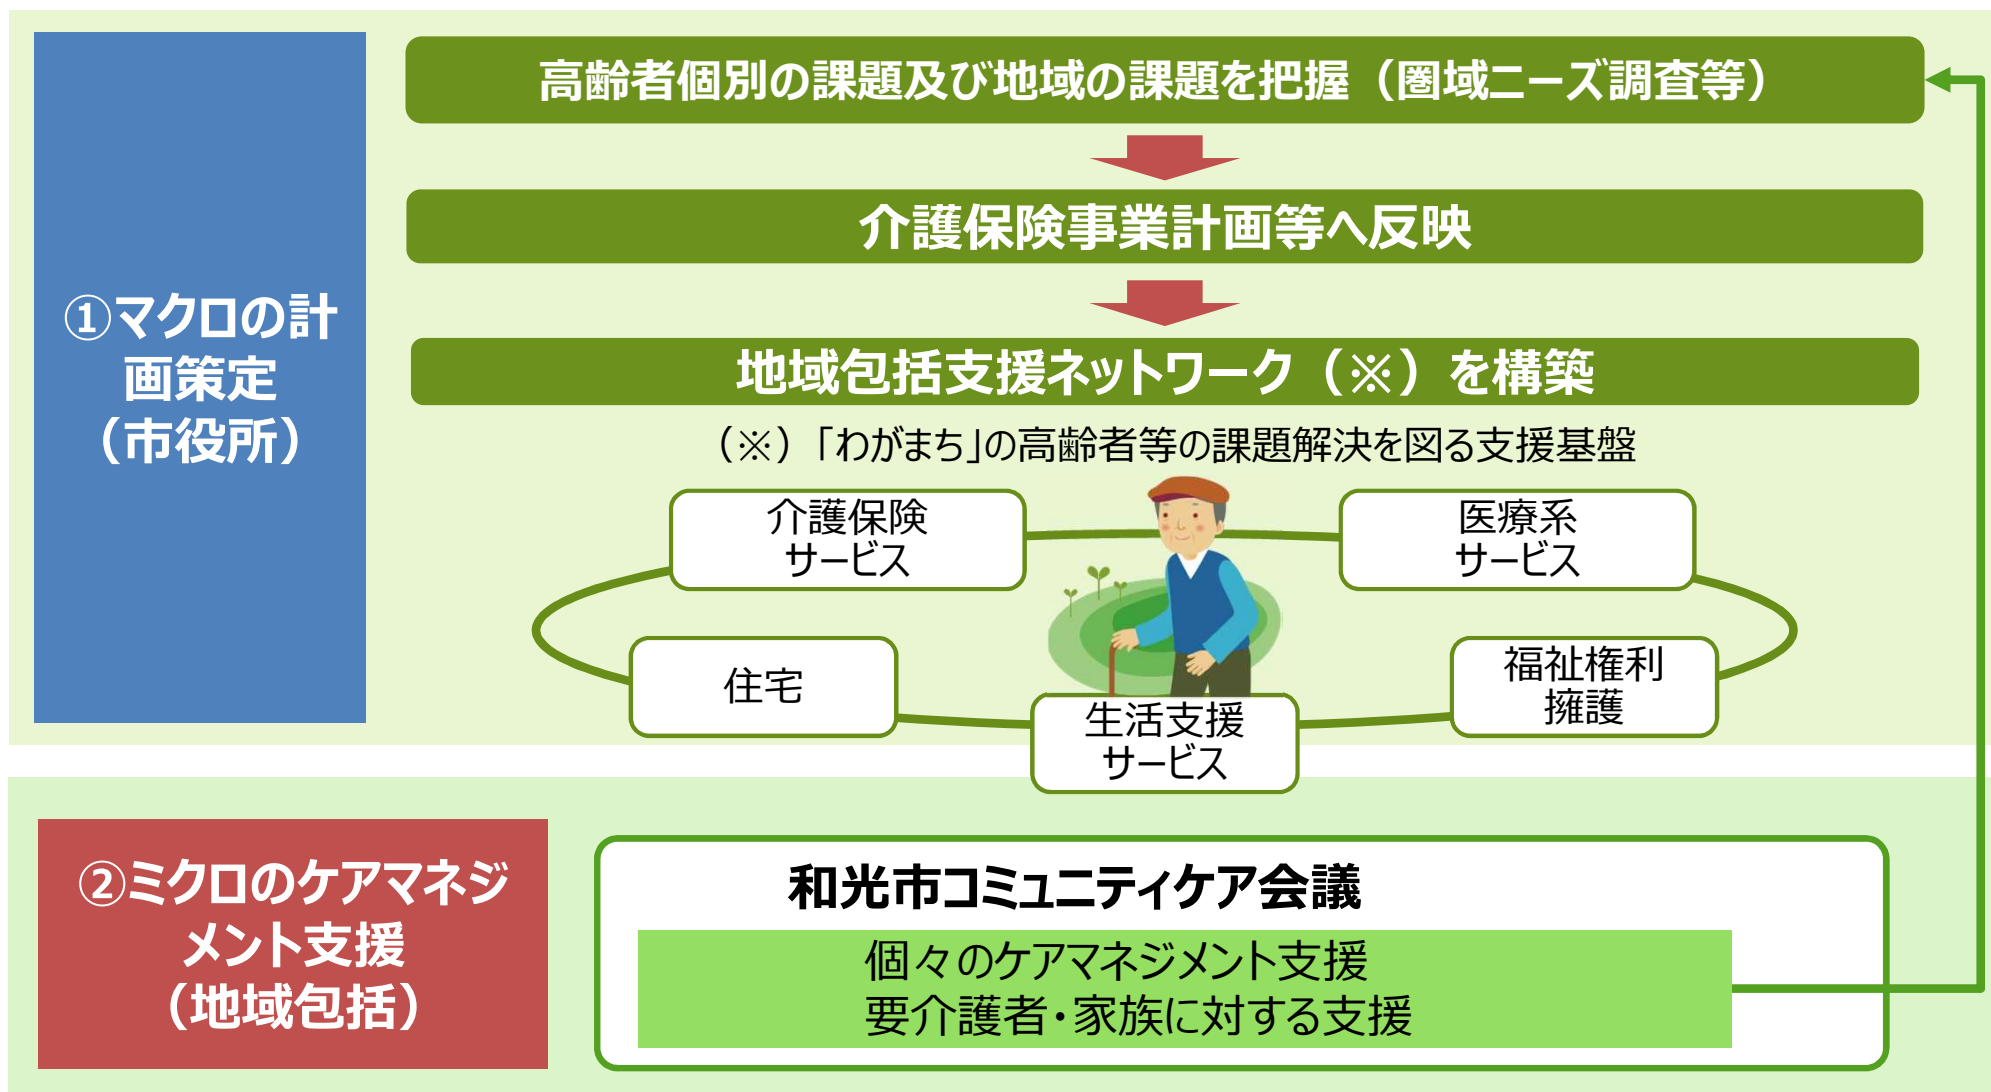 ①マクロの計
画策定
（市役所）
高齢者個別の課題及び地域の課題を把握（圏域ニーズ調査等）
介護保険事業計画等へ反映
地域包括支援ネットワーク（※）を構築
（※）「わがまち」の高齢者等の課題解決を図る支援基盤
介護保険
サービス
医療系
サービス
住宅
福祉権利
擁護
生活支援
サービス
②ミクロのケアマネジ
メント支援
（地域包括）
和光市コミュニティケア会議
個々のケアマネジメント支援
要介護者・家族に対する支援